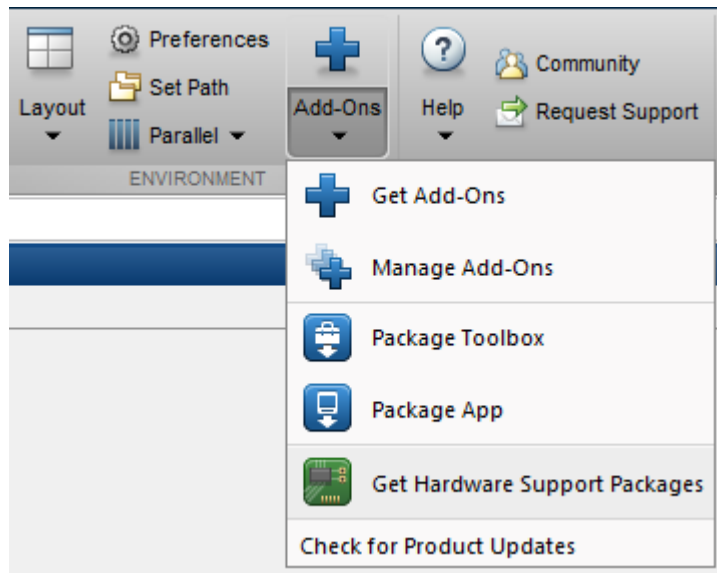 Preferences
Set Path
Layout
Parallel
Add-Ons
Help
Community
Request Support
ENVIRONMENT
Get Add-Ons
Manage Add-Ons
Package Toolbox
Package App
Get Hardware Support Packages
Check for Product Updates